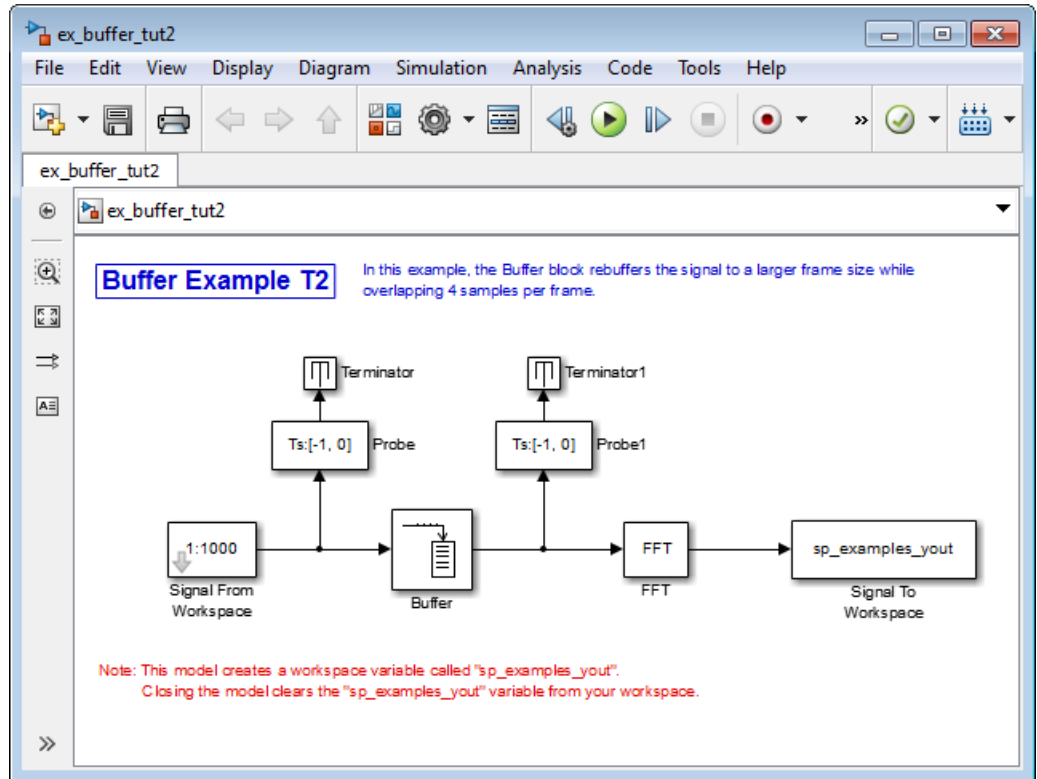 ex_buffer_tut2
File Edit View Display Diagram Simulation Analysis Code Tools Help
ex_buffer_tut2
ex_buffer_tut2
Buffer Example T2
In this example, the Buffer block rebuffers the signal to a larger frame size while
overlapping 4 samples per frame.
Terminator
Terminator1
Ts:[-1, 0]
Probe
Ts:[-1, 0]
Probe1
1:1000
FFT
sp_examples_yout
Signal From
Workspace
Buffer
FFT
Signal To
Workspace
Note: This model creates a workspace variable called "sp_examples_yout".
Closing the model clears the "sp_examples_yout" variable from your workspace.